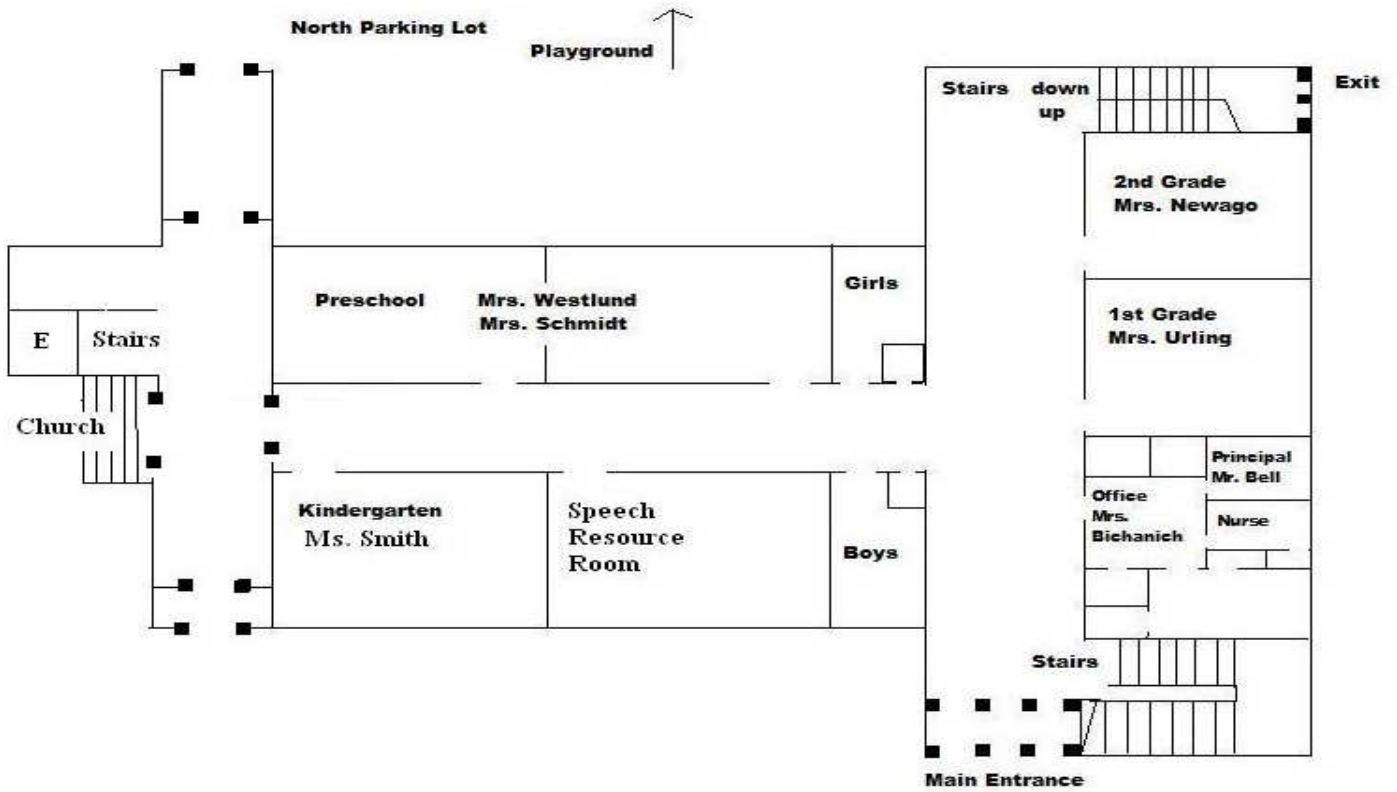 North Parking Lot
Playground
Stairs down
up
Exit
2nd Grade
Mrs. Newago
Preschool
Mrs. Westlund
Mrs. Schmidt
Girls
1st Grade
Mrs. Urling
E
Stairs
Church
Principal
Mr. Bell
Office
Mrs.
Bichanich
Nurse
Kindergarten
Ms. Smith
Speech
Resource
Room
Boys
Stairs
Main Entrance